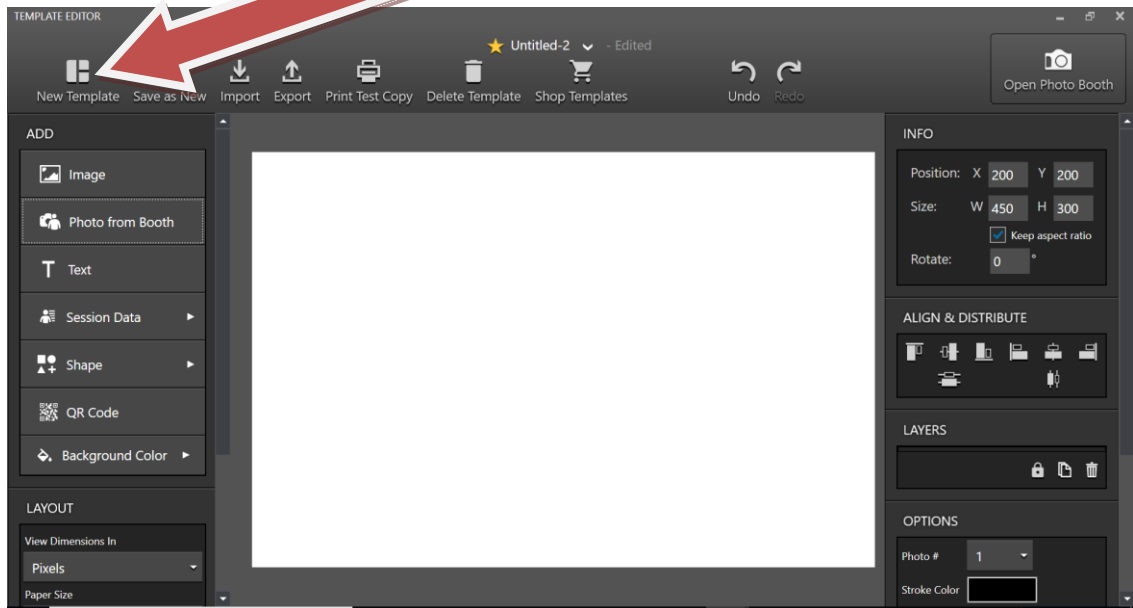 TEMPLATE EDITOR
Untitled-2 - Edited
New Template Save as New Import Export Print Test Copy Delete Template Shop Templates Undo Redo Open Photo Booth
ADD
Image
Photo from Booth
T Text
Session Data
Shape
QR Code
Background Color
LAYOUT
View Dimensions In
Pixels
Paper Size
INFO
Position: X 200 Y 200
Size: W 450 H 300
Keep aspect ratio
Rotate: 0 °
ALIGN & DISTRIBUTE
LAYERS
OPTIONS
Photo # 1
Stroke Color